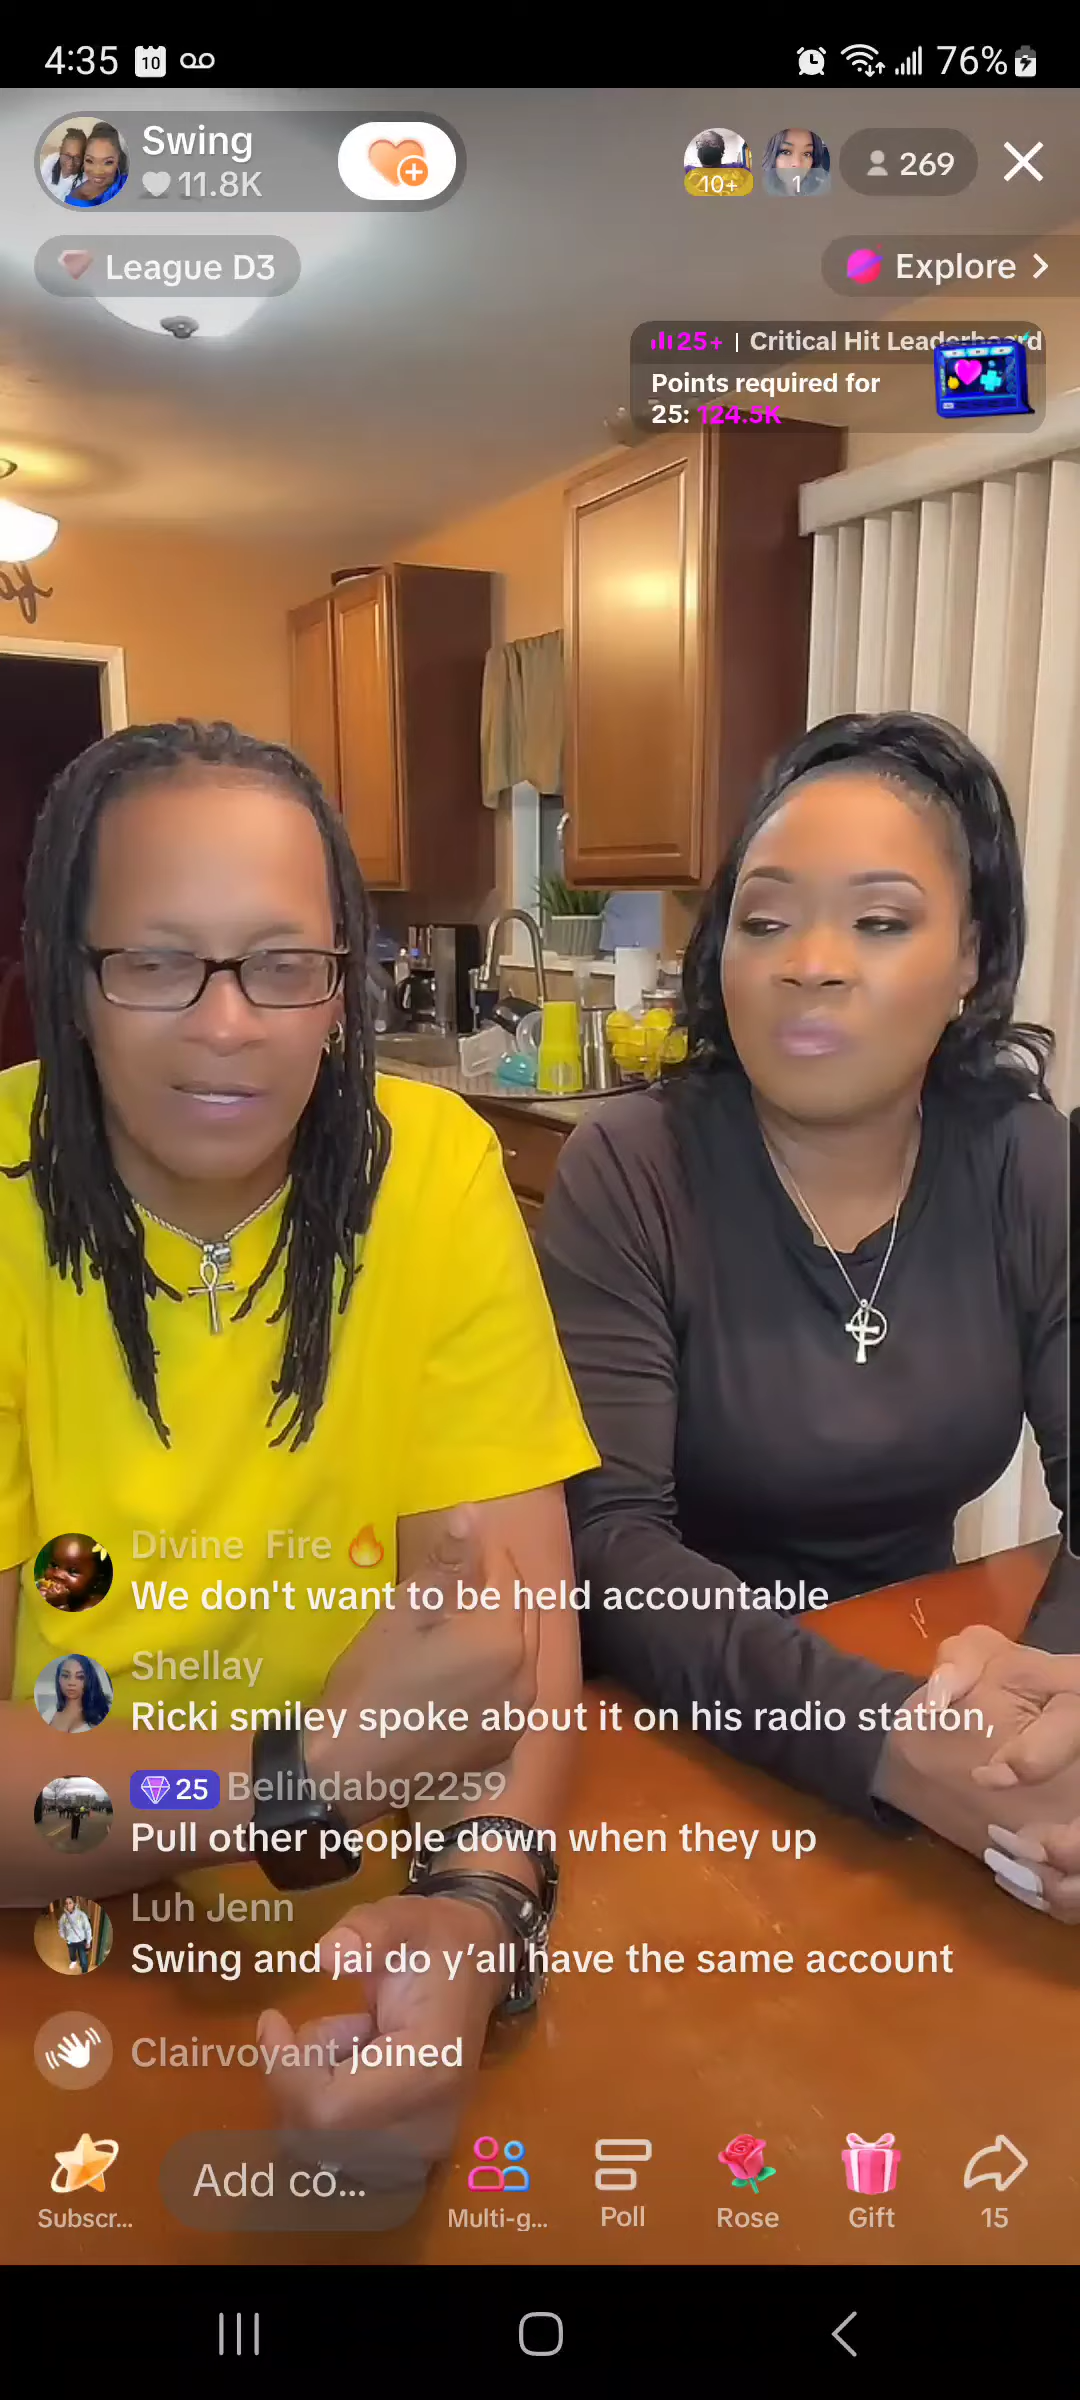 4:35 10 76%
Swing
11.8K
10+ 1 269
League D3
Explore
25+ | Critical Hit Leaderboard
Points required for
25: 124.5K
Divine Fire 🔥
We don't want to be held accountable
Shellay
Ricki smiley spoke about it on his radio station,
25 Belindabg2259
Pull other people down when they up
Luh Jenn
Swing and jai do y’all have the same account
Clairvoyant joined
Add co...
Subscr... Multi-g... Poll Rose Gift 15